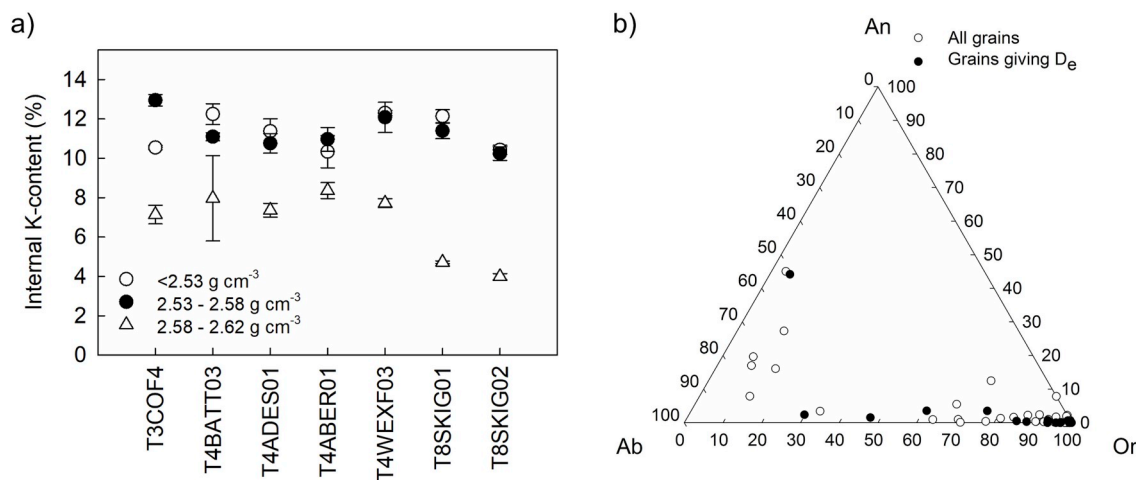 a)
Internal K-content (%)
14
12
10
8
6
4
2
0
<2.53 g cm-3
2.53 - 2.58 g cm-3
2.58 - 2.62 g cm-3
T3COF4
T4BATT03
T4ADES01
T4ABER01
T4WEXF03
T8SKIG01
T8SKIG02
b)
An
All grains
Grains giving De
0
10
20
30
40
50
60
70
80
90
100
100
90
80
70
60
50
40
30
20
10
0
0
10
20
30
40
50
60
70
80
90
100
Ab
Or